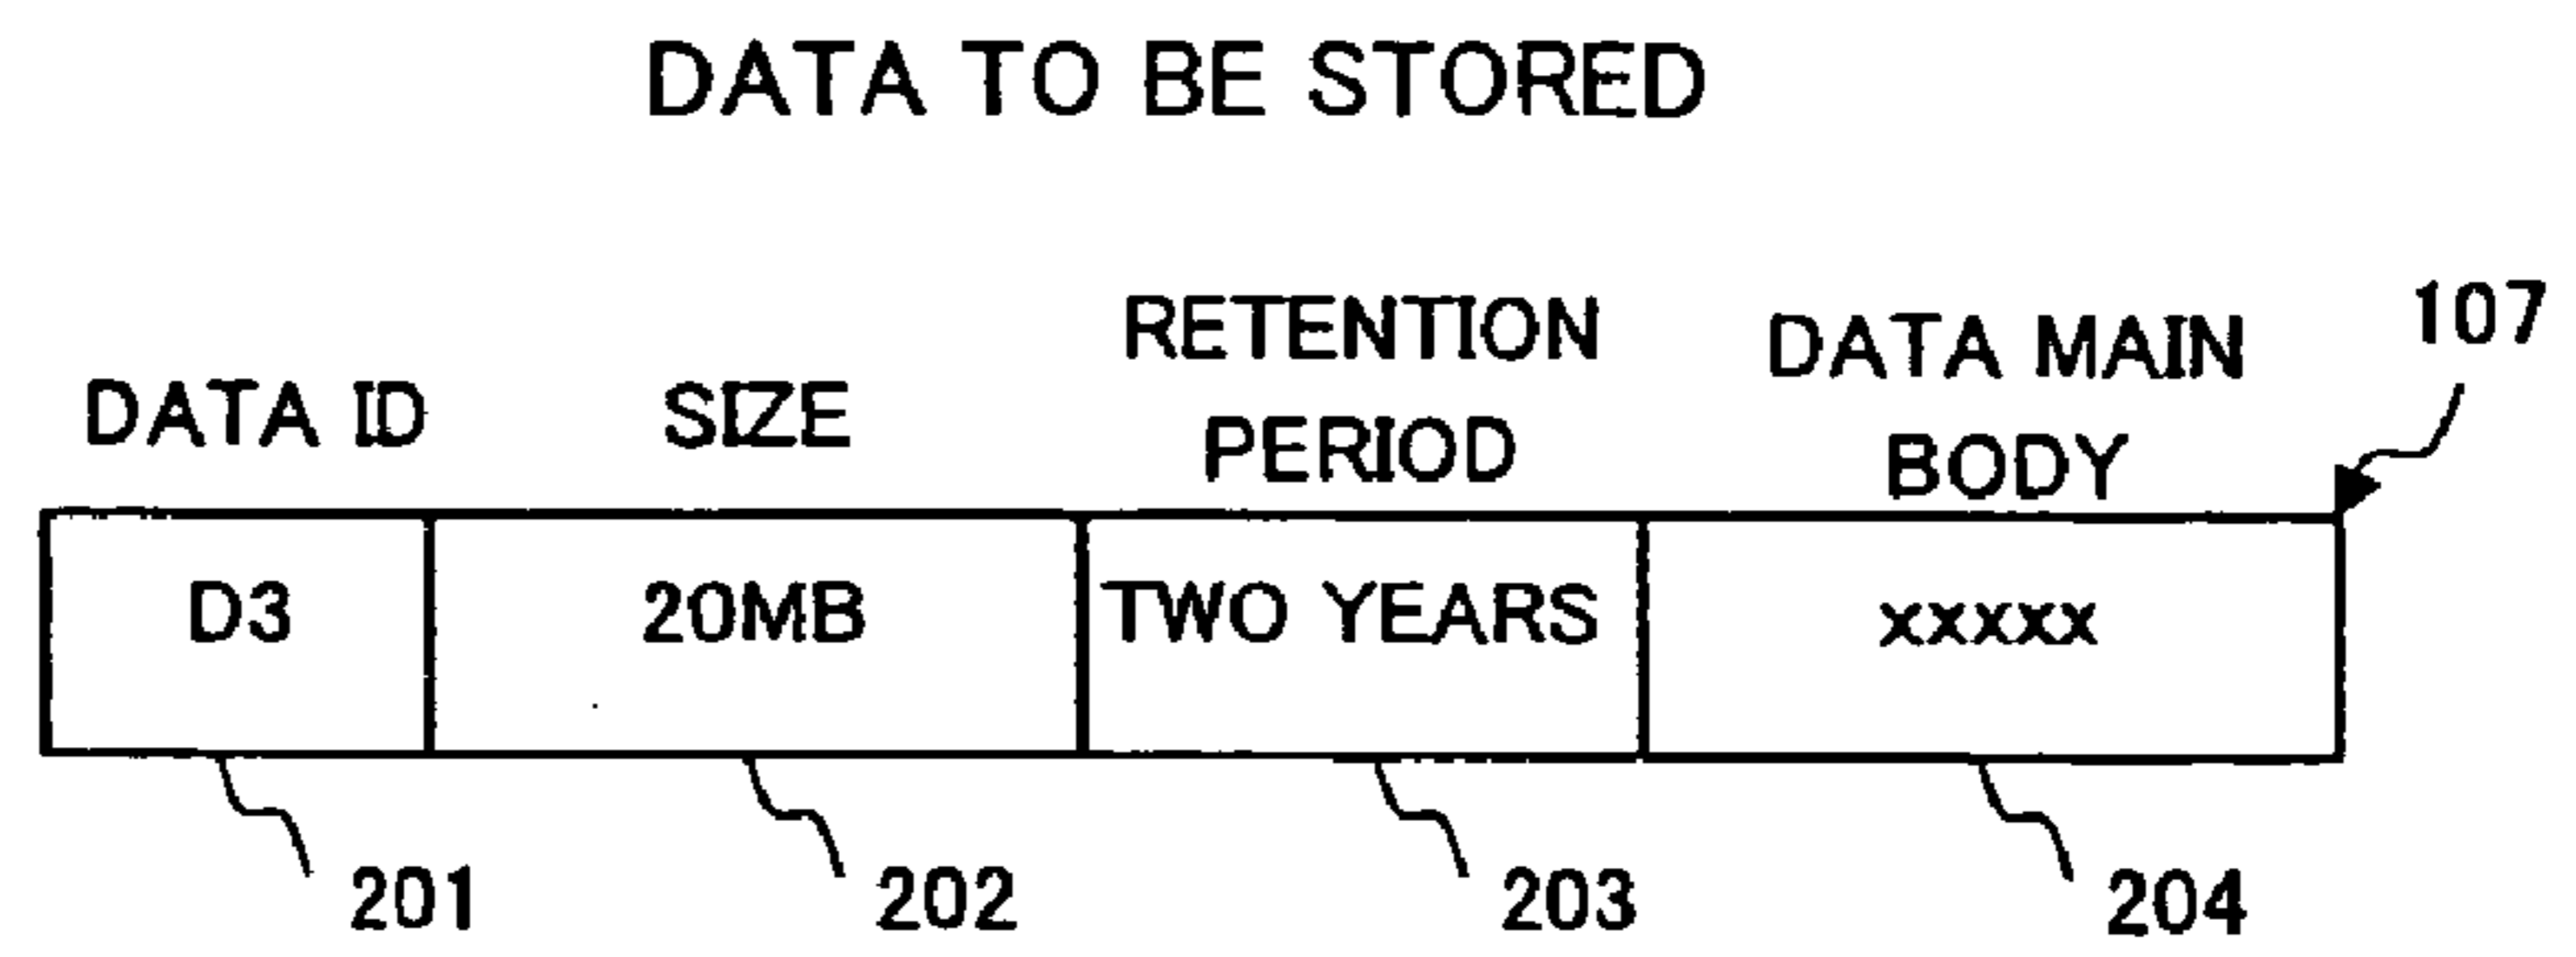 DATA TO BE STORED
107
DATA ID
SIZE
RETENTION
PERIOD
DATA MAIN
BODY
D3
20MB
TWO YEARS
xxxxx
201
202
203
204